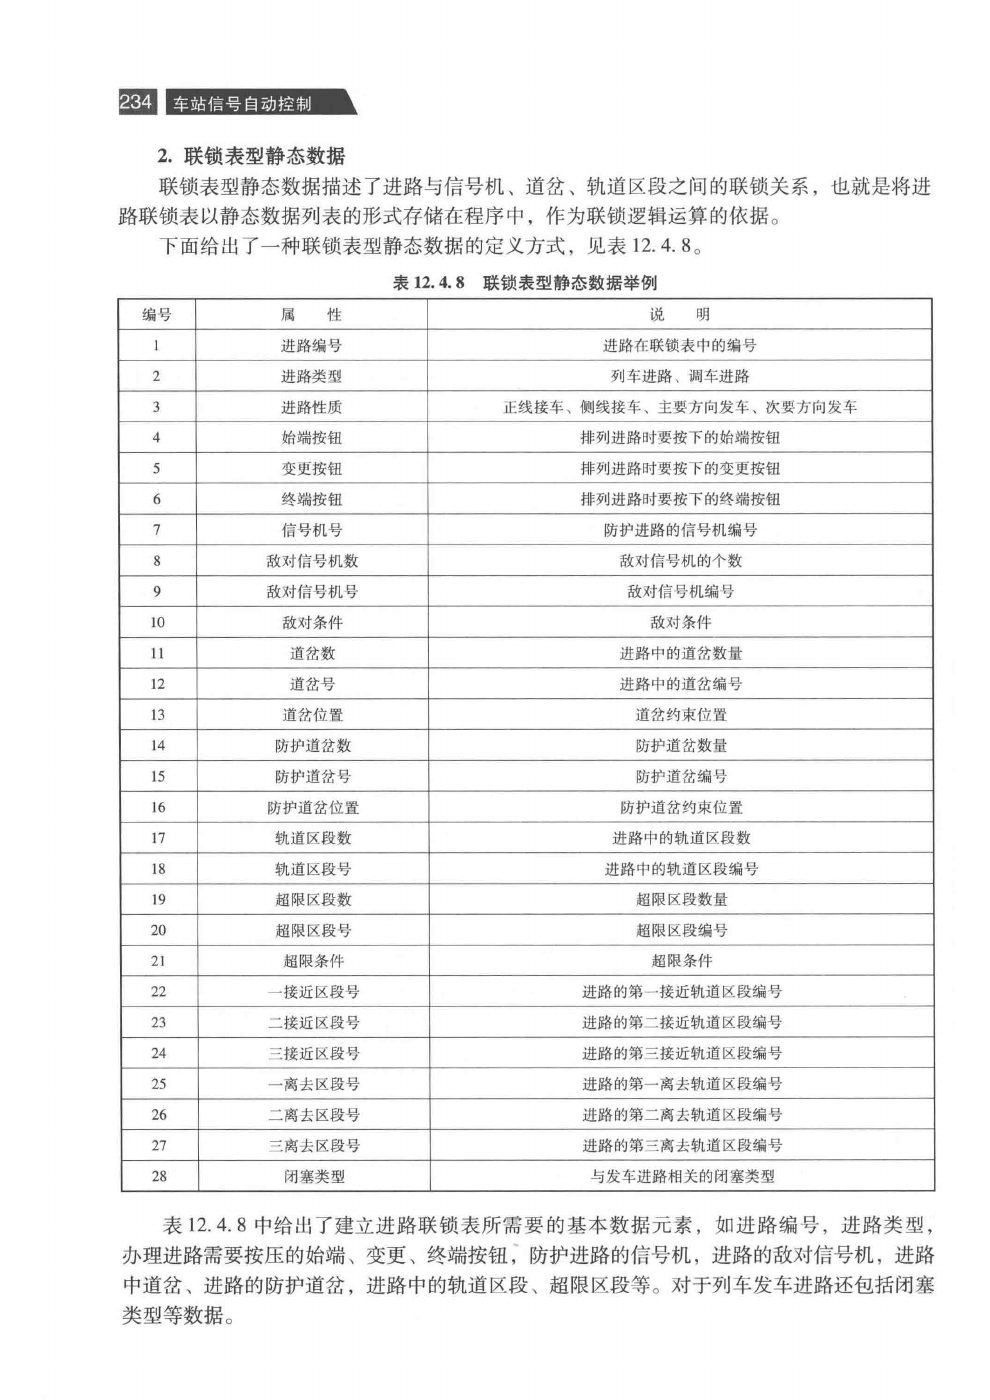 234 车站信号自动控制
2. 联锁表型静态数据
联锁表型静态数据描述了进路与信号机、道岔、轨道区段之间的联锁关系，也就是将进
路联锁表以静态数据列表的形式存储在程序中，作为联锁逻辑运算的依据。
下面给出了一种联锁表型静态数据的定义方式，见表 12. 4. 8。
表 12. 4. 8 联锁表型静态数据举例
编号 属 性 说 明
1 进路编号 进路在联锁表中的编号
2 进路类型 列车进路、调车进路
3 进路性质 正线接车、侧线接车、主要方向发车、次要方向发车
4 始端按钮 排列进路时要按下的始端按钮
5 变更按钮 排列进路时要按下的变更按钮
6 终端按钮 排列进路时要按下的终端按钮
7 信号机号 防护进路的信号机编号
8 敌对信号机数 敌对信号机的个数
9 敌对信号机号 敌对信号机编号
10 敌对条件 敌对条件
11 道岔数 进路中的道岔数量
12 道岔号 进路中的道岔编号
13 道岔位置 道岔约束位置
14 防护道岔数 防护道岔数量
15 防护道岔号 防护道岔编号
16 防护道岔位置 防护道岔约束位置
17 轨道区段数 进路中的轨道区段数
18 轨道区段号 进路中的轨道区段编号
19 超限区段数 超限区段数量
20 超限区段号 超限区段编号
21 超限条件 超限条件
22 一接近区段号 进路的第一接近轨道区段编号
23 二接近区段号 进路的第二接近轨道区段编号
24 三接近区段号 进路的第三接近轨道区段编号
25 一离去区段号 进路的第一离去轨道区段编号
26 二离去区段号 进路的第二离去轨道区段编号
27 三离去区段号 进路的第三离去轨道区段编号
28 闭塞类型 与发车进路相关的闭塞类型
表 12. 4. 8 中给出了建立进路联锁表所需要的基本数据元素，如进路编号，进路类型，
办理进路需要按压的始端、变更、终端按钮，防护进路的信号机，进路的敌对信号机，进路
中道岔、进路的防护道岔，进路中的轨道区段、超限区段等。对于列车发车进路还包括闭塞
类型等数据。